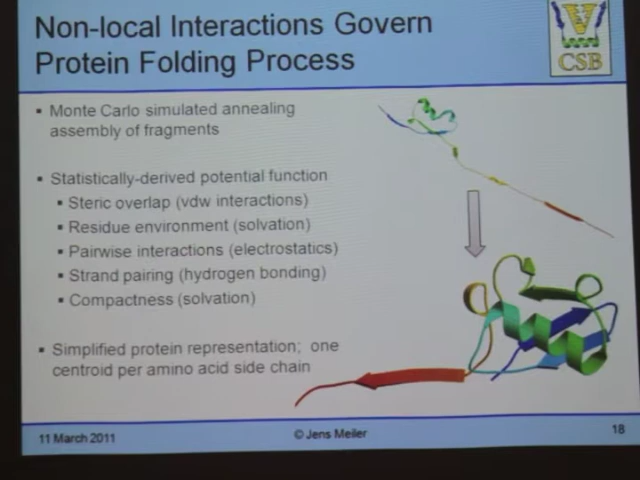 Non-local Interactions Govern
Protein Folding Process
V
CSB
▪ Monte Carlo simulated annealing
assembly of fragments
▪ Statistically-derived potential function
▪ Steric overlap (vdw interactions)
▪ Residue environment (solvation)
▪ Pairwise interactions (electrostatics)
▪ Strand pairing (hydrogen bonding)
▪ Compactness (solvation)
▪ Simplified protein representation; one
centroid per amino acid side chain
11 March 2011
© Jens Meiler
18